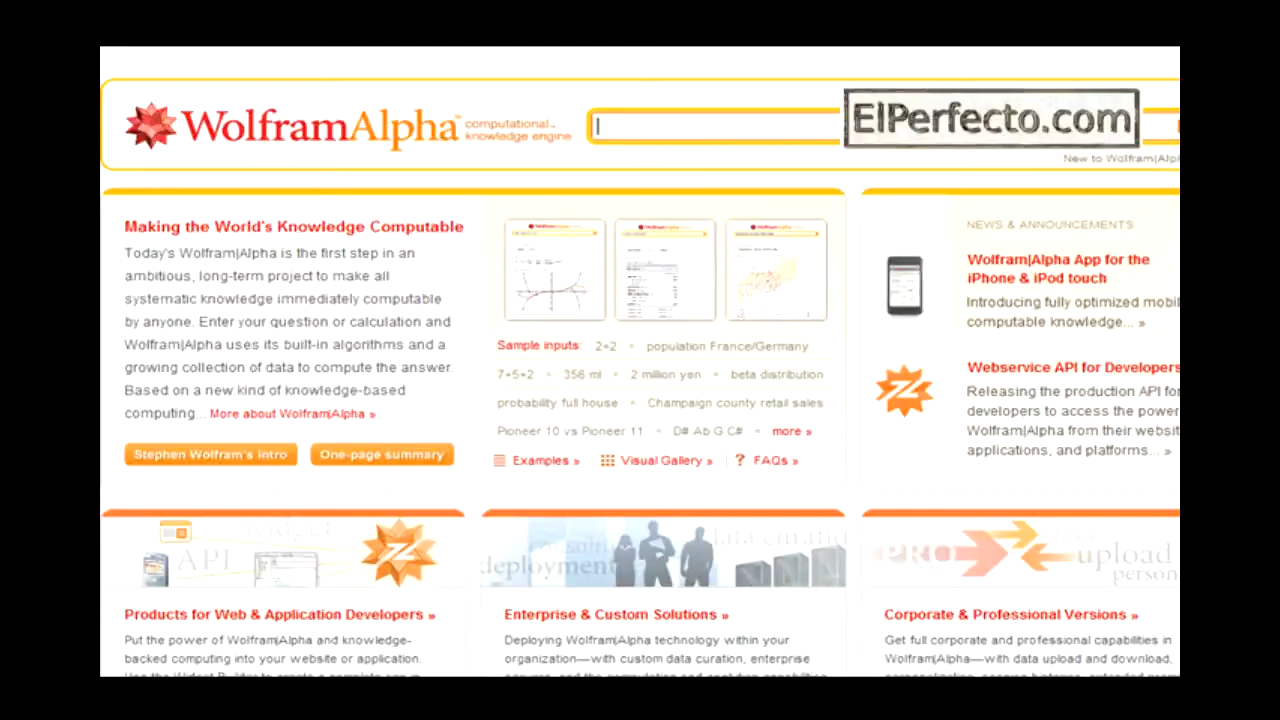 WolframAlpha™ computational..
knowledge engine
ElPerfecto.com
New to Wolfram|Alp
Making the World's Knowledge Computable
Today's Wolfram|Alpha is the first step in an
ambitious, long-term project to make all
systematic knowledge immediately computable
by anyone. Enter your question or calculation and
Wolfram|Alpha uses its built-in algorithms and a
growing collection of data to compute the answer.
Based on a new kind of knowledge-based
computing... More about Wolfram|Alpha »
Stephen Wolfram's Intro One-page summary
Sample inputs: 2+2 • population France/Germany
7+5+2 • 356 ml • 2 million yen • beta distribution
probability full house • Champaign county retail sales
Pioneer 10 vs Pioneer 11 • D# Ab G C# • more »
Examples » Visual Gallery » ? FAQs »
NEWS & ANNOUNCEMENTS
Wolfram|Alpha App for the
iPhone & iPod touch
Introducing fully optimized mobil
computable knowledge... »
Webservice API for Developers
Releasing the production API fo
developers to access the power
Wolfram|Alpha from their websit
applications, and platforms... »
widget
API
Products for Web & Application Developers »
Put the power of Wolfram|Alpha and knowledge-
backed computing into your website or application.
deployment
Enterprise & Custom Solutions »
Deploying Wolfram|Alpha technology within your
organization—with custom data curation, enterprise
PRO
upload
person
Corporate & Professional Versions »
Get full corporate and professional capabilities in
Wolfram|Alpha—with data upload and download,